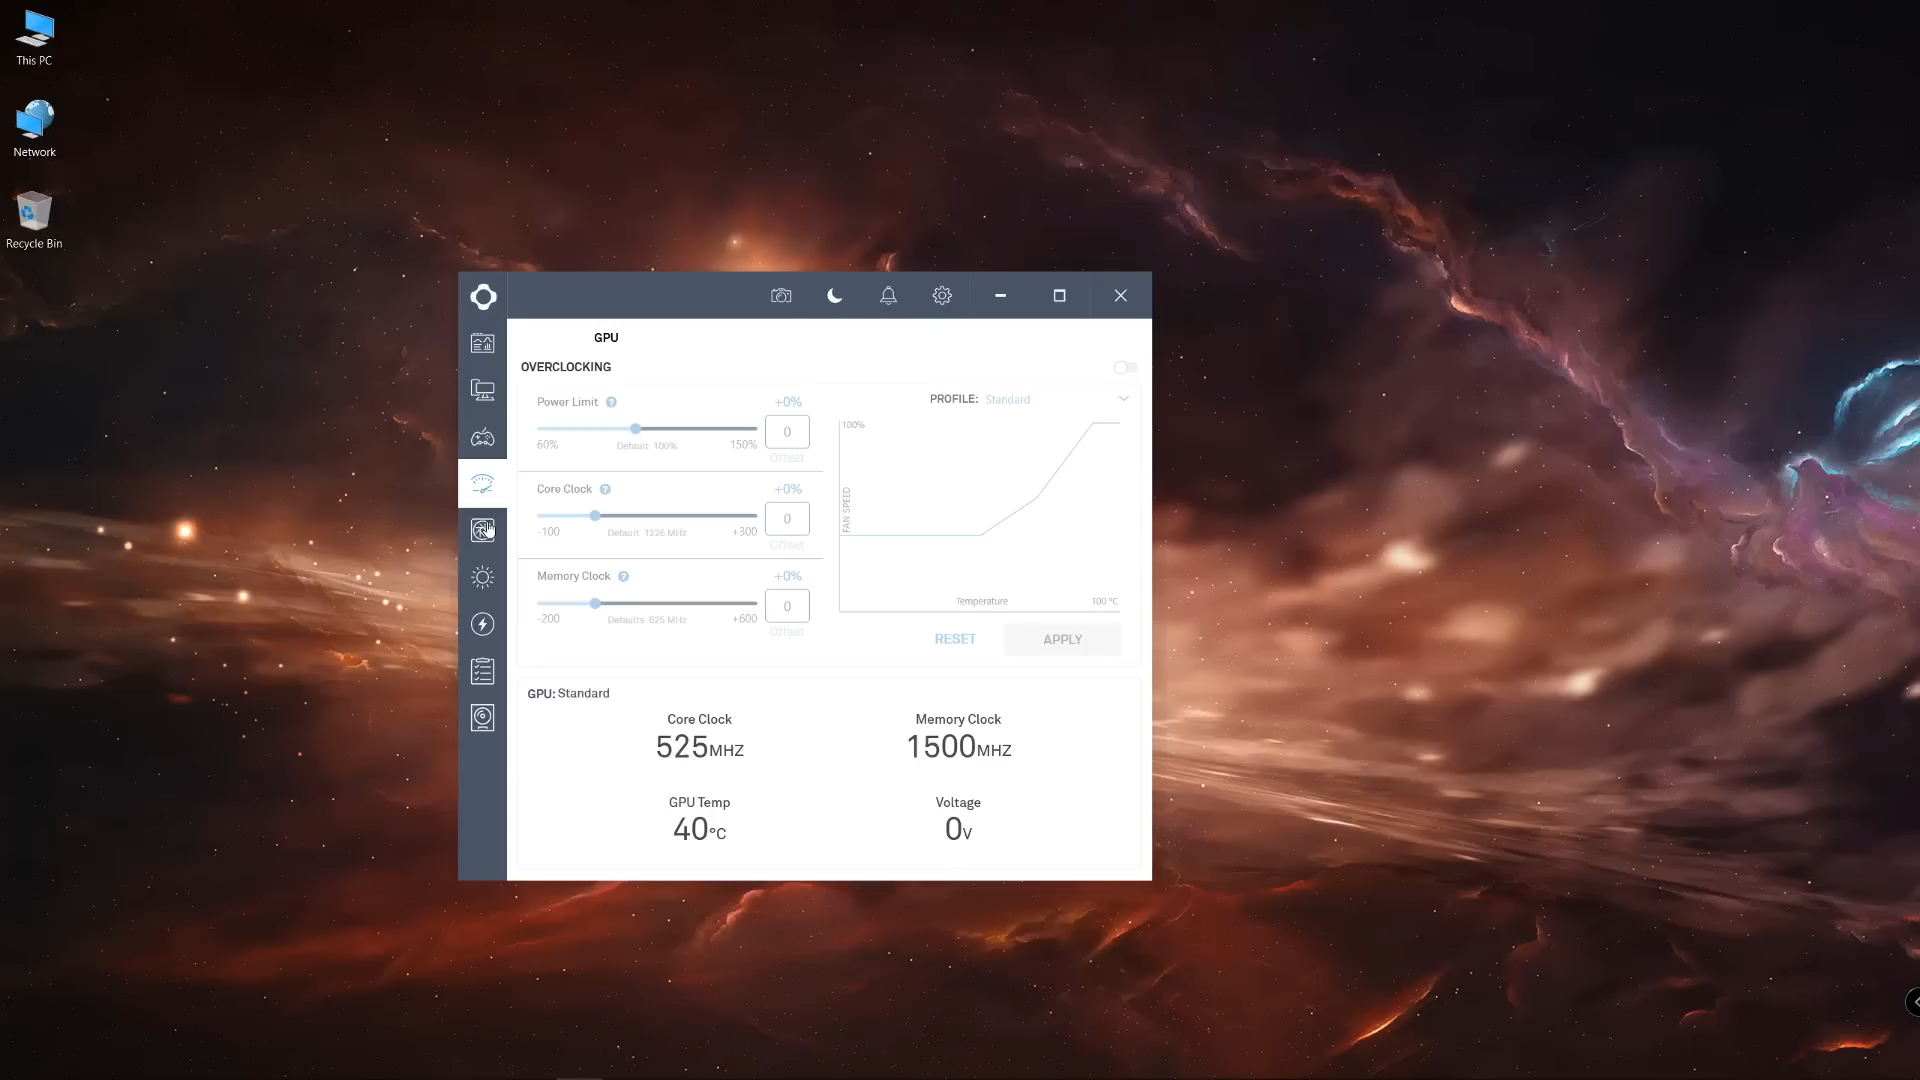 This PC
Network
Recycle Bin
GPU
OVERCLOCKING
Power Limit ? +0%
0
60% Default 100% 150%
Offset
Core Clock ? +0%
0
-100 Default 1226 MHz +300
Offset
Memory Clock ? +0%
0
-200 Defaults 625 MHz +600
Offset
PROFILE: Standard
100%
FAN SPEED
Temperature 100 °C
RESET APPLY
GPU: Standard
Core Clock
525MHZ
Memory Clock
1500MHZ
GPU Temp
40°C
Voltage
0V